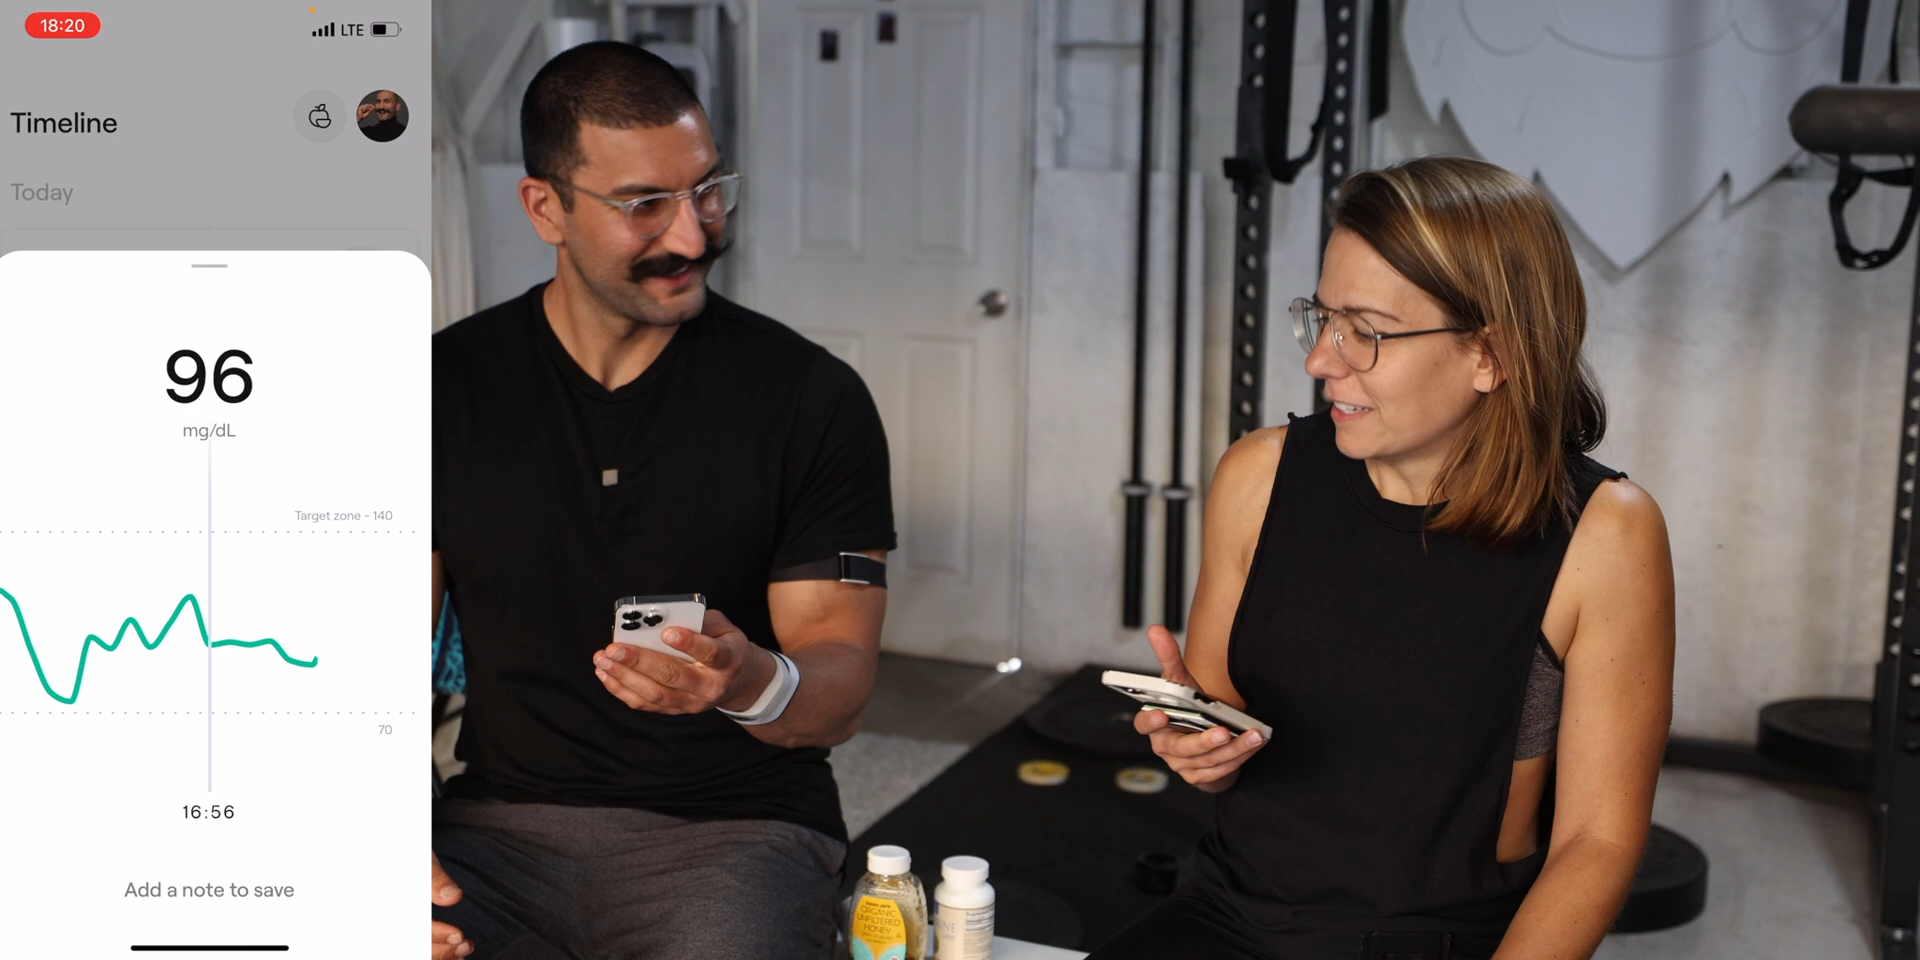 18:20
LTE
Timeline
Today
96
mg/dL
Target zone - 140
70
16:56
Add a note to save
ORGANIC
UNFILTERED
HONEY